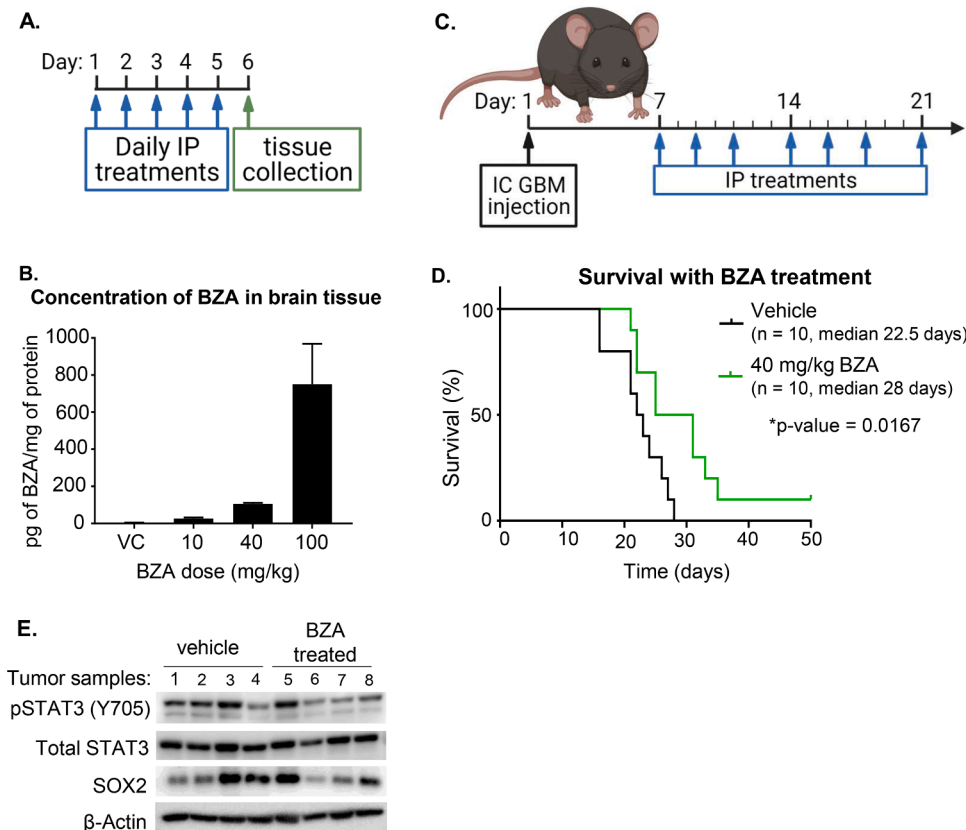 A.
Day: 1 2 3 4 5 6
Daily IP
treatments
tissue
collection
B.
Concentration of BZA in brain tissue
pg of BZA/mg of protein
1000
800
600
400
200
0
VC 10 40 100
BZA dose (mg/kg)
C.
Day: 1 7 14 21
IC GBM
injection
IP treatments
D.
Survival with BZA treatment
Survival (%)
100
50
0
0 10 20 30 40 50
Time (days)
Vehicle
(n = 10, median 22.5 days)
40 mg/kg BZA
(n = 10, median 28 days)
*p-value = 0.0167
E.
vehicle
BZA
treated
Tumor samples: 1 2 3 4 5 6 7 8
pSTAT3 (Y705)
Total STAT3
SOX2
β-Actin